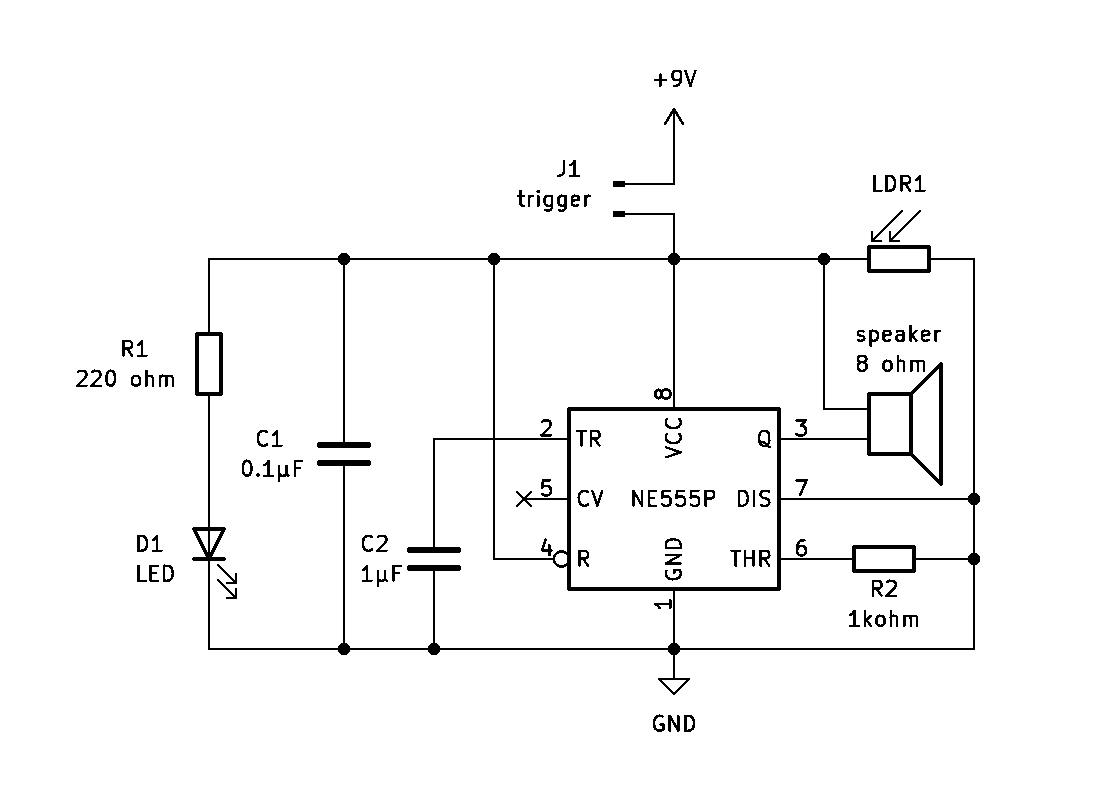 +9V
J1
trigger
LDR1
speaker
8 ohm
R1
220 ohm
C1
0.1µF
D1
LED
C2
1µF
8
VCC
2
TR
Q
3
5
CV
NE555P
DIS
7
4
R
GND
THR
6
1
R2
1kohm
GND